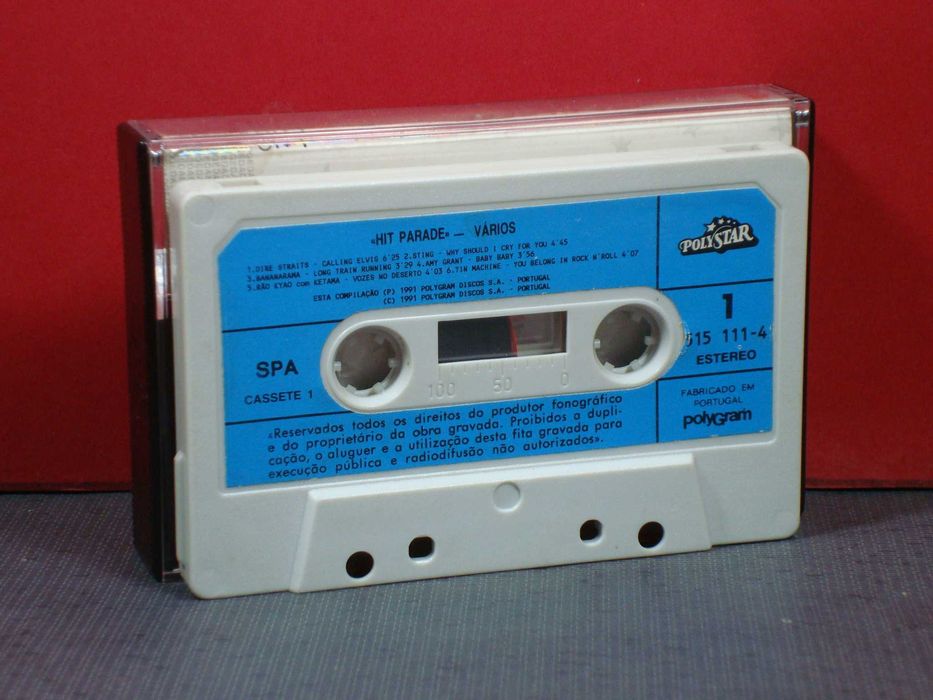 «HIT PARADE» — VÁRIOS
1.DIRE STRAITS - CALLING ELVIS 6'25 2.STING - WHY SHOULD I CRY FOR YOU 4'45
3.BANANARAMA - LONG TRAIN RUNNING 3'29 4.AMY GRANT - BABY BABY 3'56
5.RÃO KYAO com KETAMA - VOZES NO DESERTO 4'03 6.TIN MACHINE - YOU BELONG IN ROCK N'ROLL 4'07
ESTA COMPILAÇÃO (P) 1991 POLYGRAM DISCOS S.A. - PORTUGAL
(C) 1991 POLYGRAM DISCOS S.A. - PORTUGAL
POLYSTAR
1
515 111-4
ESTEREO
SPA
CASSETE 1
100 50 0
FABRICADO EM
PORTUGAL
polyGram
«Reservados todos os direitos do produtor fonográfico
e do proprietário da obra gravada. Proibidos a dupli-
cação, o aluguer e a utilização desta fita gravada para
execução pública e radiodifusão não autorizados».